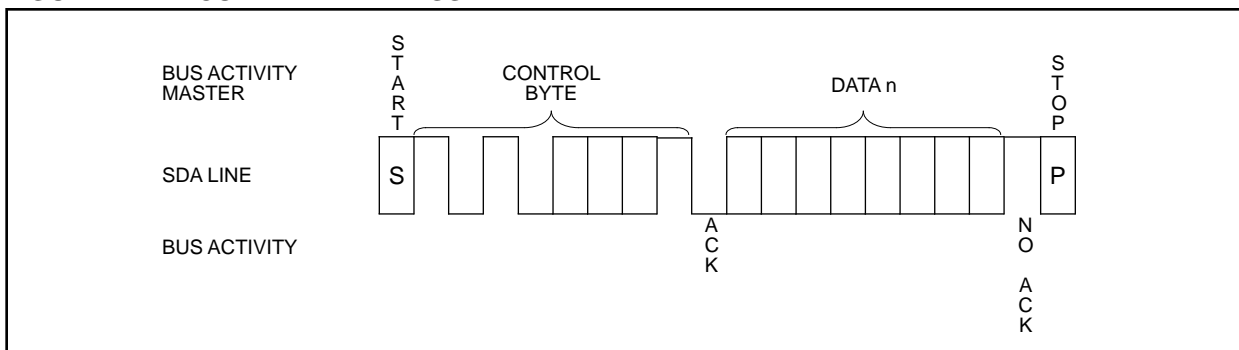 BUS ACTIVITY
MASTER
START
CONTROL
BYTE
DATA n
STOP
SDA LINE
S
P
BUS ACTIVITY
ACK
NO ACK